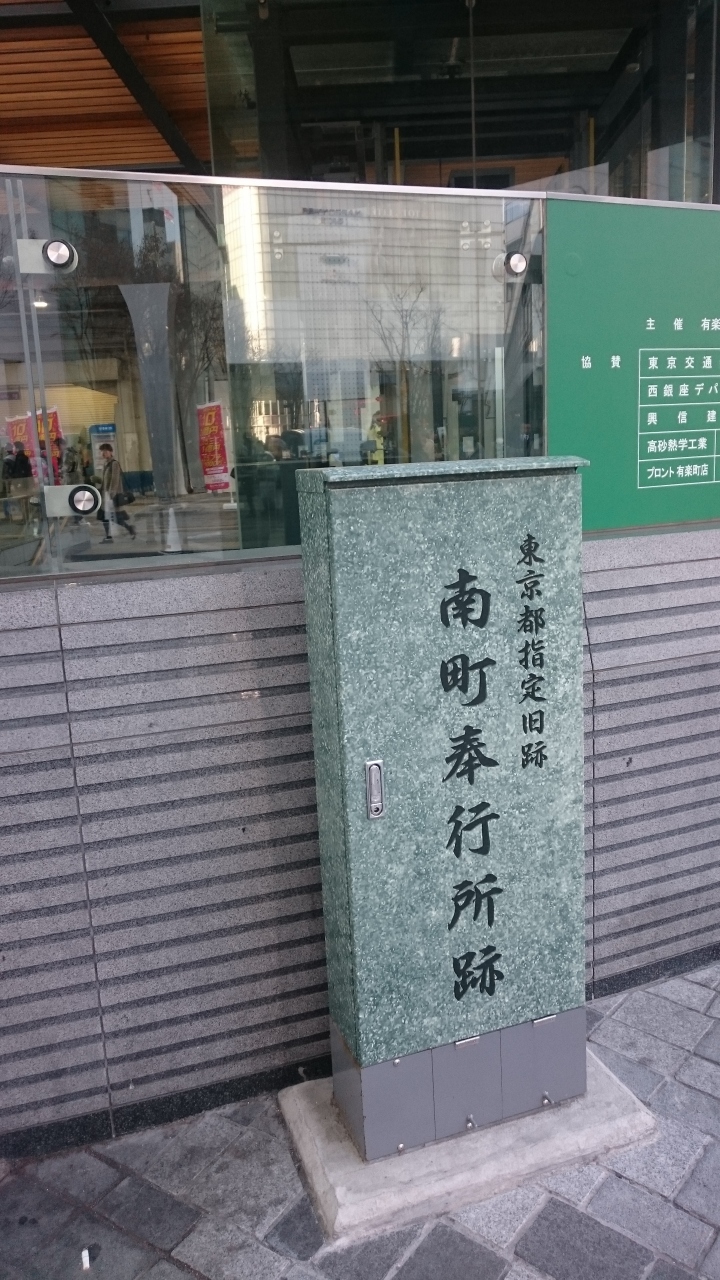 東京都指定旧跡
南町奉行所跡
主催 有楽
協賛
東京交通
西銀座デパ
興信建
高砂熱学工業
プロント有楽町店